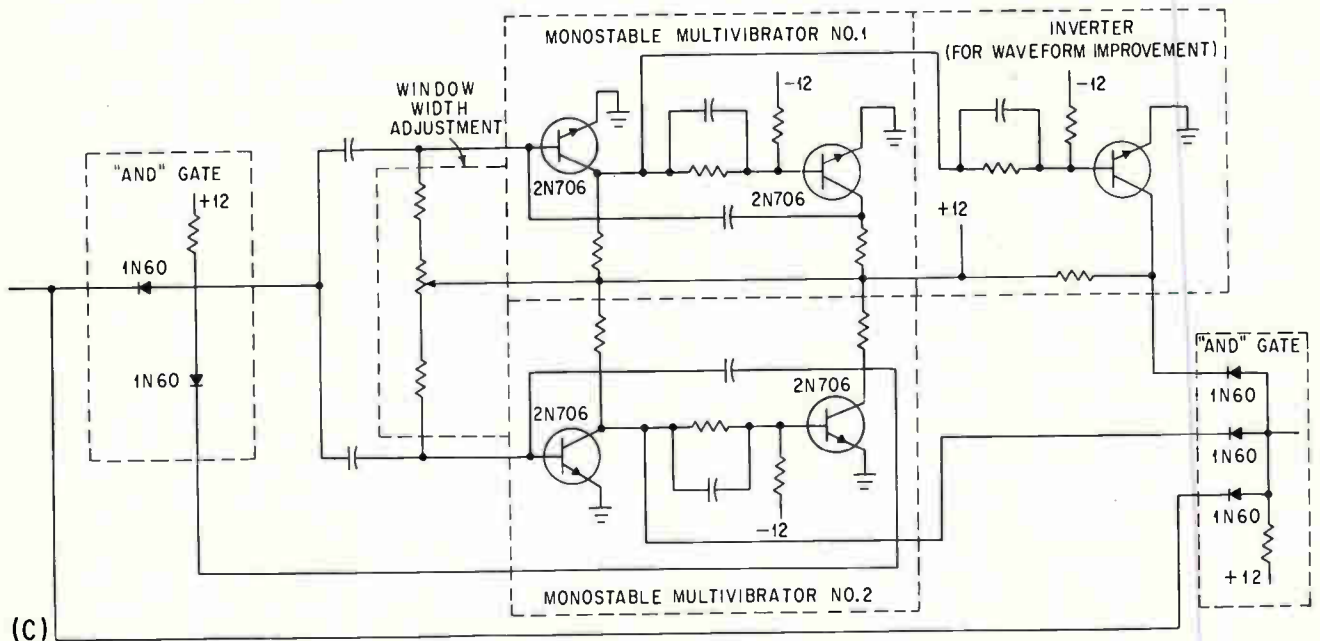 MONOSTABLE MULTIVIBRATOR NO.1
INVERTER
(FOR WAVEFORM IMPROVEMENT)
-12
-12
WINDOW
WIDTH
ADJUSTMENT
"AND" GATE
+12
2N706
2N706
+12
1N60
"AND" GATE
1N60
2N706
2N706
1N60
1N60
1N60
-12
+12
MONOSTABLE MULTIVIBRATOR NO.2
(C)